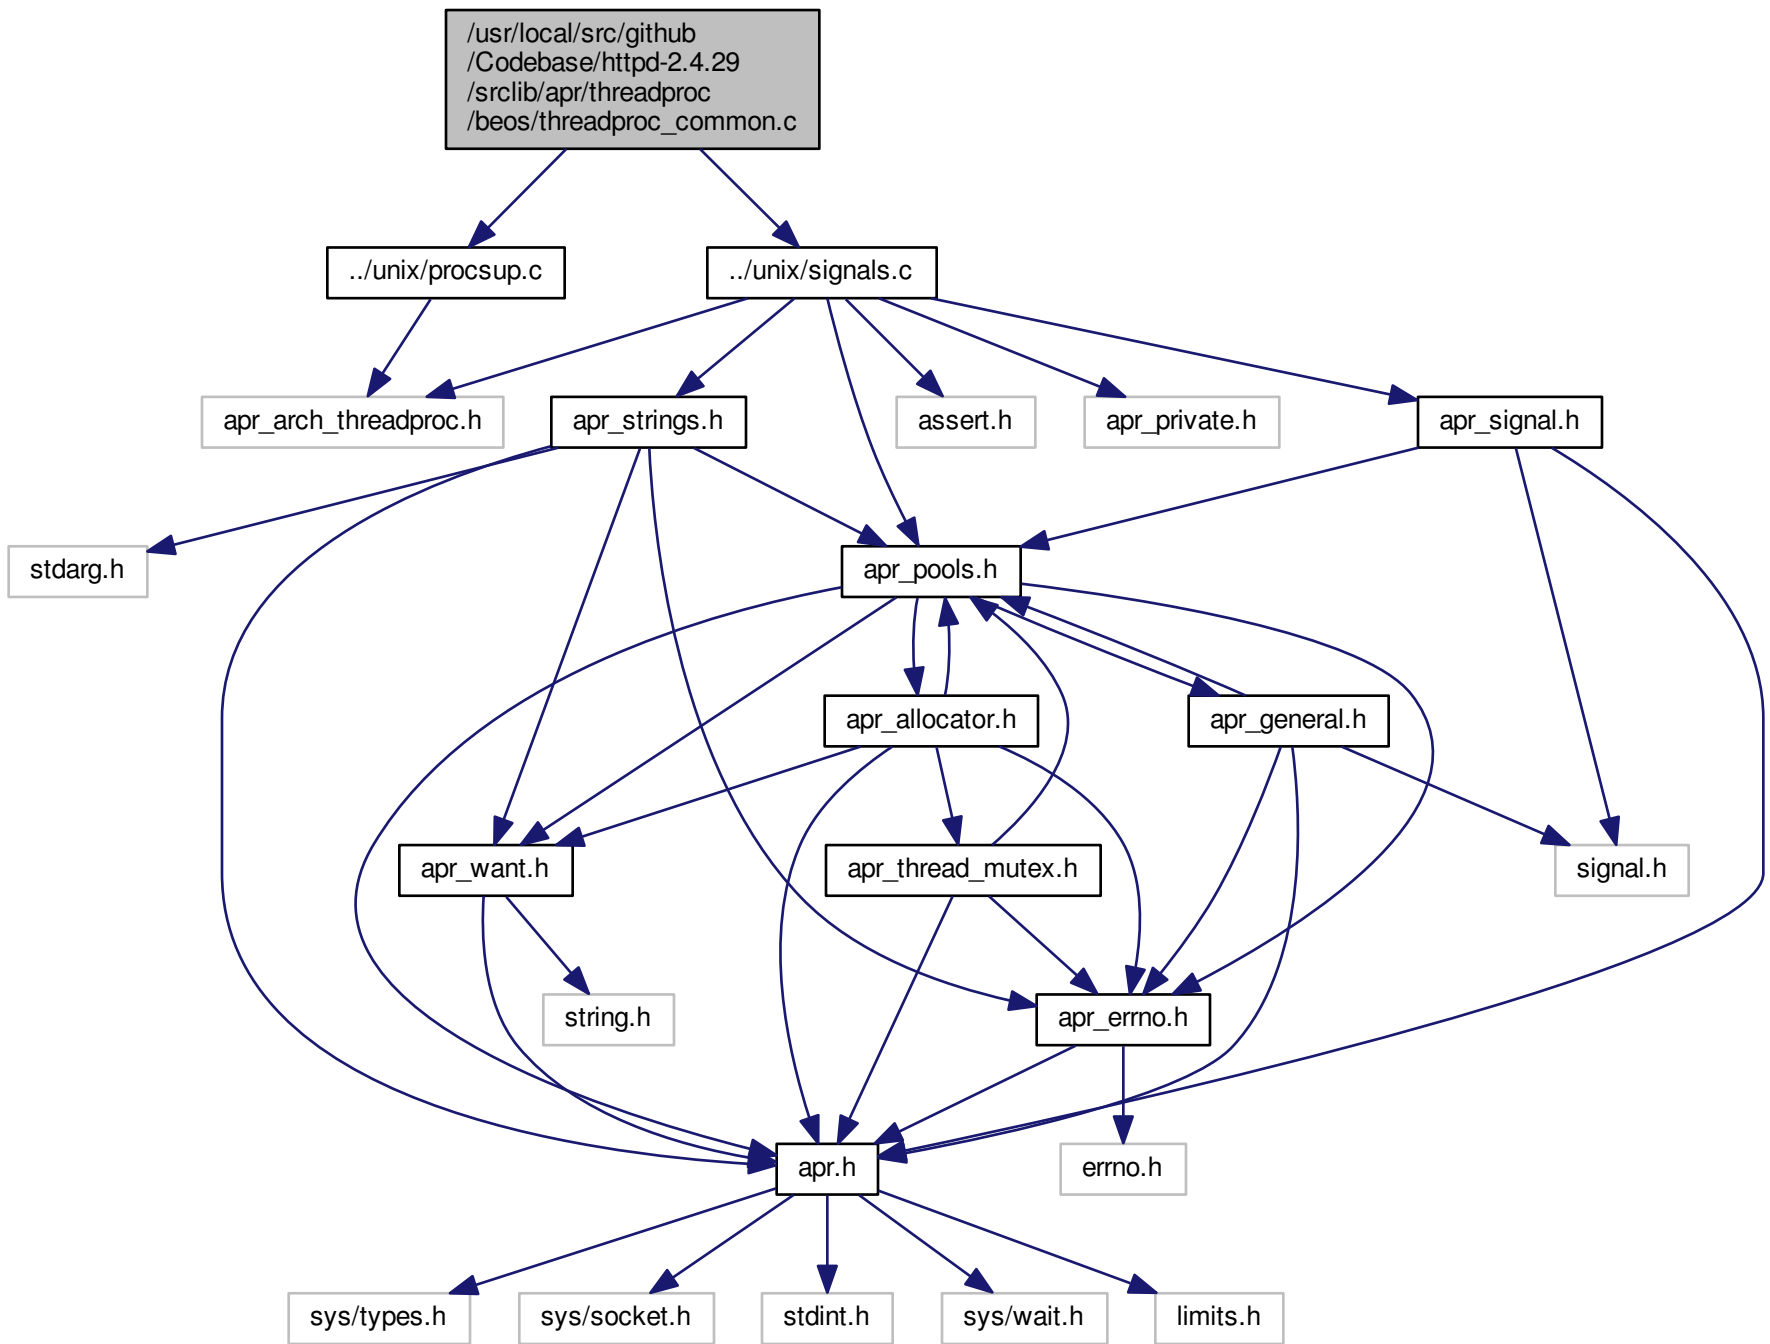 /usr/local/src/github
/Codebase/httpd-2.4.29
/srclib/apr/threadproc
/beos/threadproc_common.c
../unix/procsup.c
../unix/signals.c
apr_arch_threadproc.h
apr_strings.h
assert.h
apr_private.h
apr_signal.h
stdarg.h
apr_pools.h
apr_allocator.h
apr_general.h
apr_want.h
apr_thread_mutex.h
signal.h
string.h
apr_errno.h
apr.h
errno.h
sys/types.h
sys/socket.h
stdint.h
sys/wait.h
limits.h